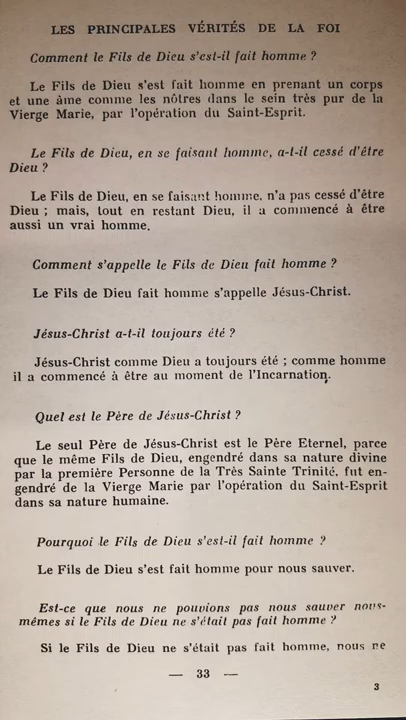 LES PRINCIPALES VÉRITÉS DE LA FOI
Comment le Fils de Dieu s'est-il fait homme ?
Le Fils de Dieu s'est fait homme en prenant un corps
et une âme comme les nôtres dans le sein très pur de la
Vierge Marie, par l'opération du Saint-Esprit.
Le Fils de Dieu, en se faisant homme, a-t-il cessé d'être
Dieu ?
Le Fils de Dieu, en se faisant homme, n'a pas cessé d'être
Dieu ; mais, tout en restant Dieu, il a commencé à être
aussi un vrai homme.
Comment s'appelle le Fils de Dieu fait homme ?
Le Fils de Dieu fait homme s'appelle Jésus-Christ.
Jésus-Christ a-t-il toujours été ?
Jésus-Christ comme Dieu a toujours été ; comme homme
il a commencé à être au moment de l'Incarnation.
Quel est le Père de Jésus-Christ ?
Le seul Père de Jésus-Christ est le Père Eternel, parce
que le même Fils de Dieu, engendré dans sa nature divine
par la première Personne de la Très Sainte Trinité, fut en-
gendré de la Vierge Marie par l'opération du Saint-Esprit
dans sa nature humaine.
Pourquoi le Fils de Dieu s'est-il fait homme ?
Le Fils de Dieu s'est fait homme pour nous sauver.
Est-ce que nous ne pouvions pas nous sauver nous-
mêmes si le Fils de Dieu ne s'était pas fait homme ?
Si le Fils de Dieu ne s'était pas fait homme, nous ne
— 33 —
3